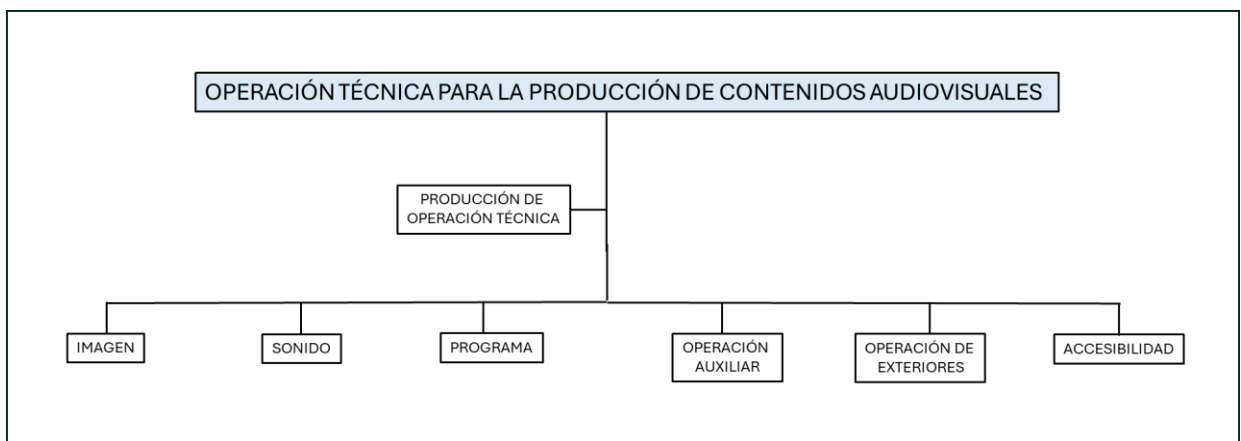 OPERACIÓN TÉCNICA PARA LA PRODUCCIÓN DE CONTENIDOS AUDIOVISUALES
PRODUCCIÓN DE
OPERACIÓN TÉCNICA
IMAGEN
SONIDO
PROGRAMA
OPERACIÓN
AUXILIAR
OPERACIÓN DE
EXTERIORES
ACCESIBILIDAD